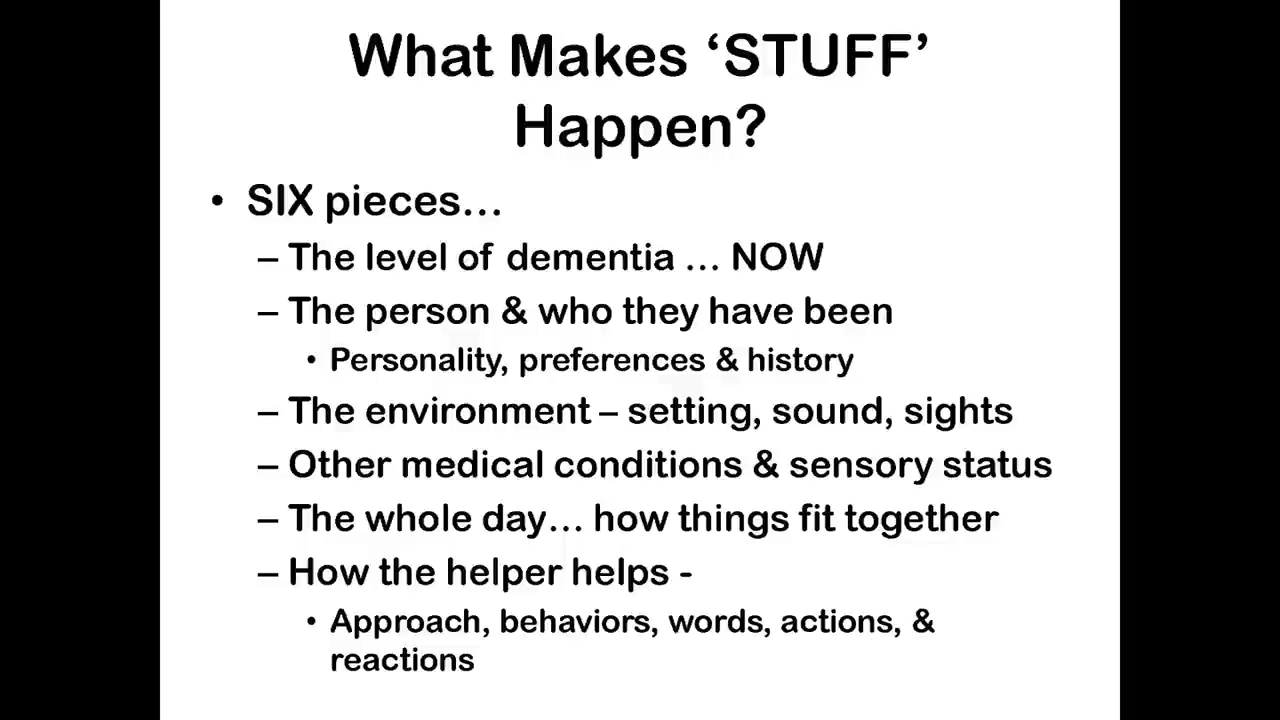 What Makes ‘STUFF’
Happen?
• SIX pieces…
– The level of dementia … NOW
– The person & who they have been
• Personality, preferences & history
– The environment – setting, sound, sights
– Other medical conditions & sensory status
– The whole day… how things fit together
– How the helper helps -
• Approach, behaviors, words, actions, &
reactions